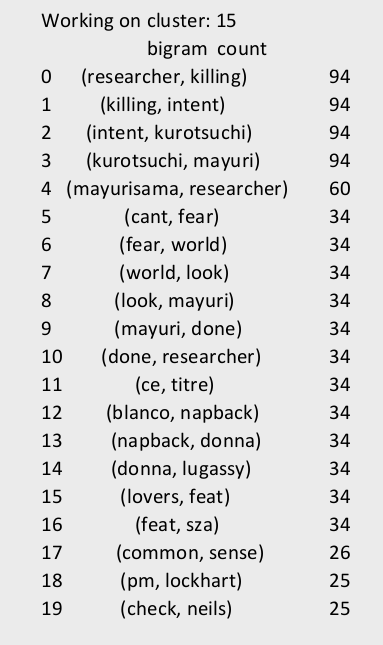 Working on cluster: 15
bigram count
0 (researcher, killing) 94
1 (killing, intent) 94
2 (intent, kurotsuchi) 94
3 (kurotsuchi, mayuri) 94
4 (mayurisama, researcher) 60
5 (cant, fear) 34
6 (fear, world) 34
7 (world, look) 34
8 (look, mayuri) 34
9 (mayuri, done) 34
10 (done, researcher) 34
11 (ce, titre) 34
12 (blanco, napback) 34
13 (napback, donna) 34
14 (donna, lugassy) 34
15 (lovers, feat) 34
16 (feat, sza) 34
17 (common, sense) 26
18 (pm, lockhart) 25
19 (check, neils) 25